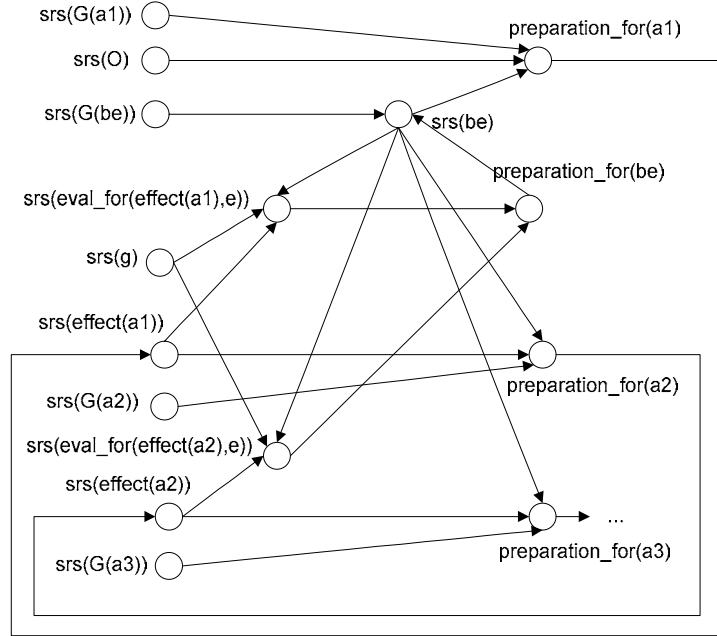 srs(G(a1))
preparation_for(a1)
srs(O)
srs(G(be))
srs(be)
preparation_for(be)
srs(eval_for(effect(a1),e))
srs(g)
srs(effect(a1))
preparation_for(a2)
srs(G(a2))
srs(eval_for(effect(a2),e))
srs(effect(a2))
...
preparation_for(a3)
srs(G(a3))